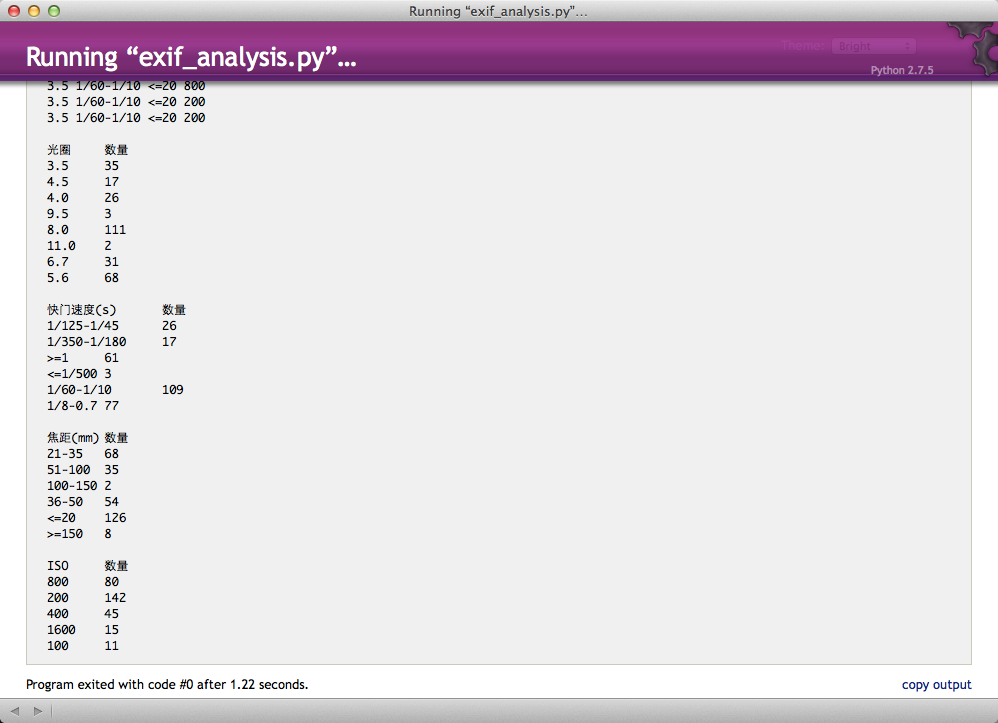 Running “exif_analysis.py”…
Running “exif_analysis.py”…
Theme: Bright
Python 2.7.5
3.5 1/60-1/10 <=20 800
3.5 1/60-1/10 <=20 200
3.5 1/60-1/10 <=20 200
光圈 数量
3.5 35
4.5 17
4.0 26
9.5 3
8.0 111
11.0 2
6.7 31
5.6 68
快门速度(s) 数量
1/125-1/45 26
1/350-1/180 17
>=1 61
<=1/500 3
1/60-1/10 109
1/8-0.7 77
焦距(mm) 数量
21-35 68
51-100 35
100-150 2
36-50 54
<=20 126
>=150 8
ISO 数量
800 80
200 142
400 45
1600 15
100 11
Program exited with code #0 after 1.22 seconds.
copy output